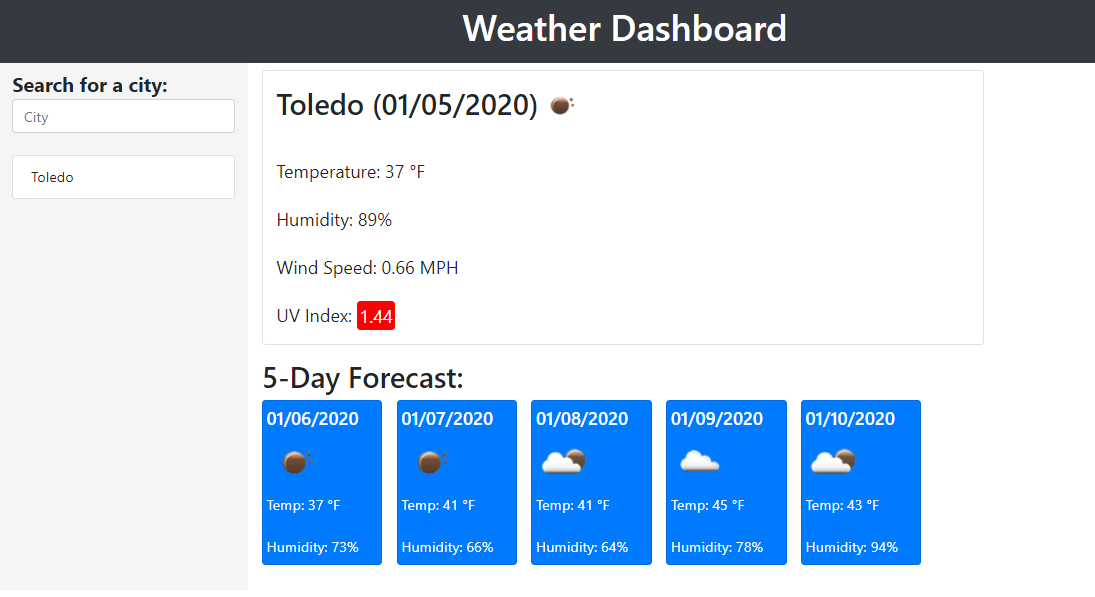 Weather Dashboard
Search for a city:
City
Toledo
Toledo (01/05/2020)
Temperature: 37 °F
Humidity: 89%
Wind Speed: 0.66 MPH
UV Index: 1.44
5-Day Forecast:
01/06/2020
Temp: 37 °F
Humidity: 73%
01/07/2020
Temp: 41 °F
Humidity: 66%
01/08/2020
Temp: 41 °F
Humidity: 64%
01/09/2020
Temp: 45 °F
Humidity: 78%
01/10/2020
Temp: 43 °F
Humidity: 94%